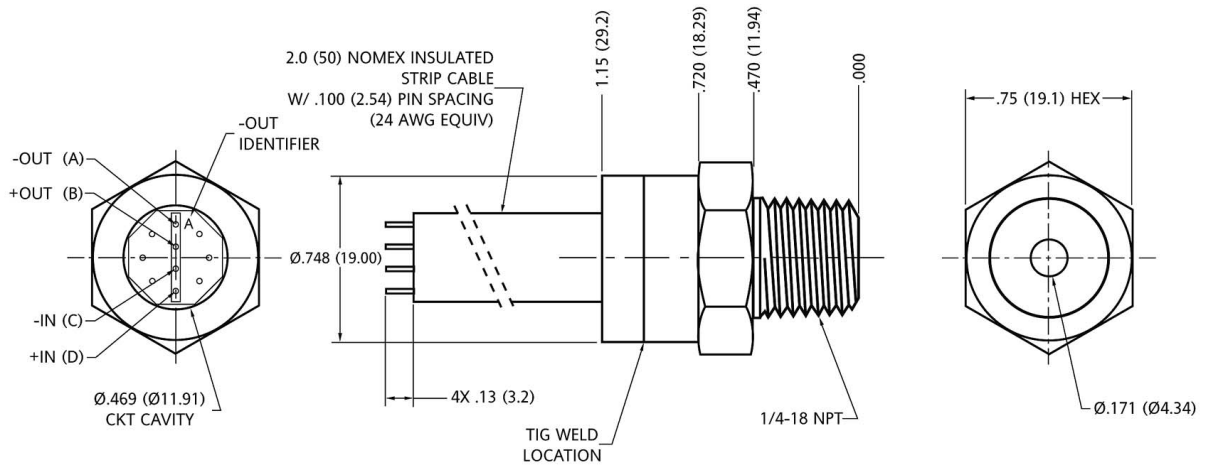 2.0 (50) NOMEX INSULATED
STRIP CABLE
W/ .100 (2.54) PIN SPACING
(24 AWG EQUIV)
1.15 (29.2)
.720 (18.29)
.470 (11.94)
.000
.75 (19.1) HEX
-OUT
IDENTIFIER
-OUT (A)
+OUT (B)
A
Ø.748 (19.00)
-IN (C)
+IN (D)
Ø.469 (Ø11.91)
CKT CAVITY
4X .13 (3.2)
TIG WELD
LOCATION
1/4-18 NPT
Ø.171 (Ø4.34)